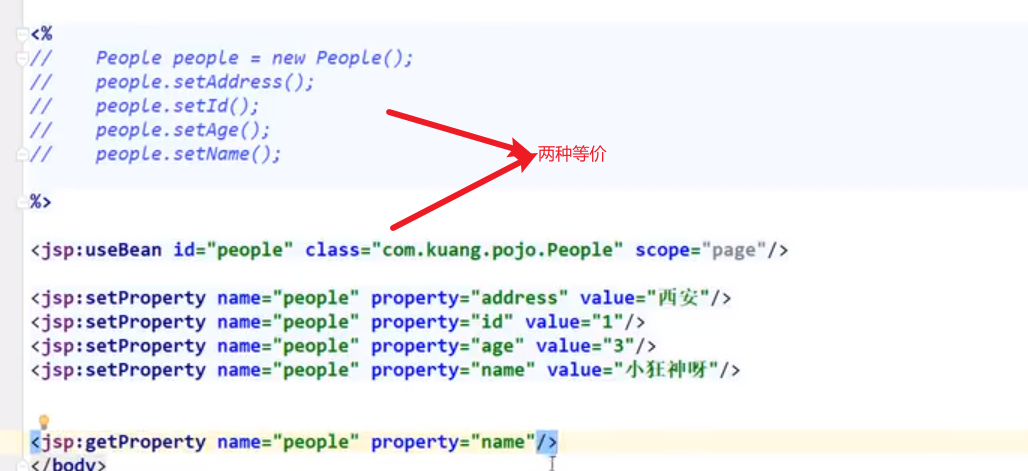 <%
//    People people = new People();
//    people.setAddress();
//    people.setId();
//    people.setAge();
//    people.setName();
两种等价
%>
<jsp:useBean id="people" class="com.kuang.pojo.People" scope="page"/>
<jsp:setProperty name="people" property="address" value="西安"/>
<jsp:setProperty name="people" property="id" value="1"/>
<jsp:setProperty name="people" property="age" value="3"/>
<jsp:setProperty name="people" property="name" value="小狂神呀"/>
<jsp:getProperty name="people" property="name"/>
</body>